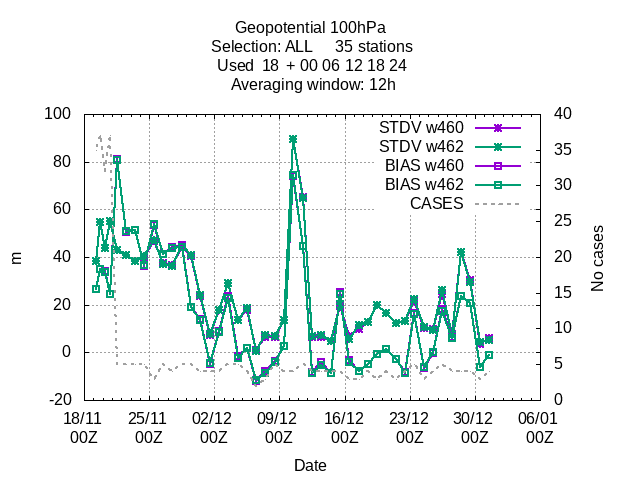 Geopotential 100hPa
Selection: ALL 35 stations
Used 18 + 00 06 12 18 24
Averaging window: 12h
100 40
STDV w460
35
STDV w462
80
BIAS w460
30
BIAS w462
60
CASES
25
m
40
20
No cases
15
20
10
0
5
-20 0
18/11 25/11 02/12 09/12 16/12 23/12 30/12 06/01
00Z 00Z 00Z 00Z 00Z 00Z 00Z 00Z
Date